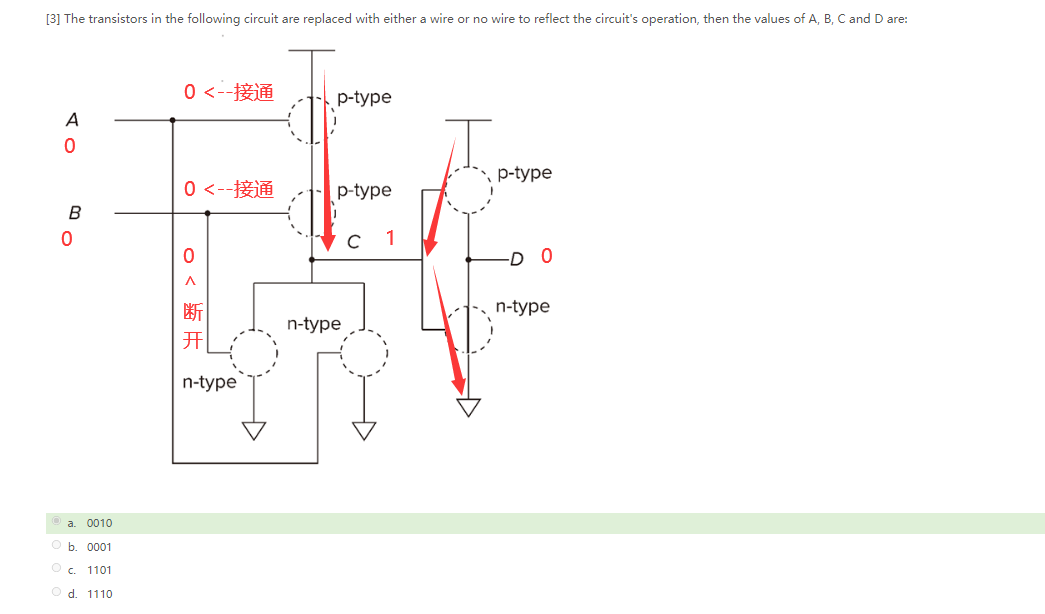 [3] The transistors in the following circuit are replaced with either a wire or no wire to reflect the circuit's operation, then the values of A, B, C and D are:
0 <--接通
p-type
A
0
p-type
0 <--接通
p-type
B
0
C 1
0
^
断
开
D 0
n-type
n-type
n-type
a. 0010
b. 0001
c. 1101
d. 1110